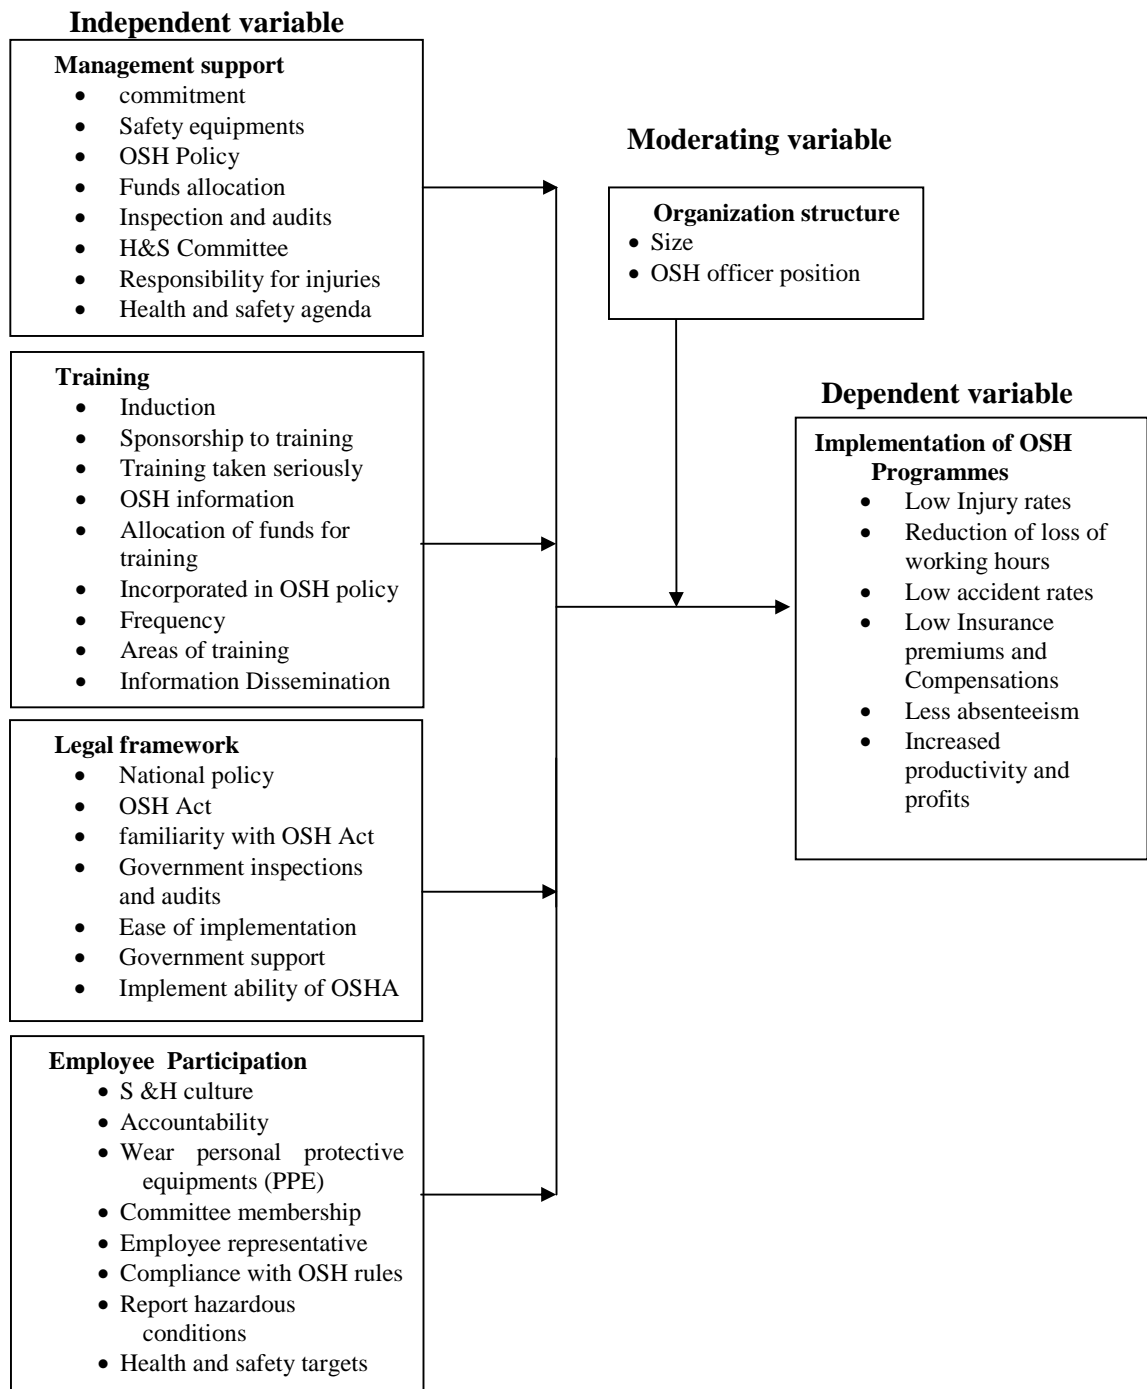 Independent variable
Management support
• commitment
• Safety equipments
• OSH Policy
• Funds allocation
• Inspection and audits
• H&S Committee
• Responsibility for injuries
• Health and safety agenda
Training
• Induction
• Sponsorship to training
• Training taken seriously
• OSH information
• Allocation of funds for
training
• Incorporated in OSH policy
• Frequency
• Areas of training
• Information Dissemination
Legal framework
• National policy
• OSH Act
• familiarity with OSH Act
• Government inspections
and audits
• Ease of implementation
• Government support
• Implement ability of OSHA
Employee Participation
• S &H culture
• Accountability
• Wear personal protective
equipments (PPE)
• Committee membership
• Employee representative
• Compliance with OSH rules
• Report hazardous
conditions
• Health and safety targets
Moderating variable
Organization structure
• Size
• OSH officer position
Dependent variable
Implementation of OSH
Programmes
• Low Injury rates
• Reduction of loss of
working hours
• Low accident rates
• Low Insurance
premiums and
Compensations
• Less absenteeism
• Increased
productivity and
profits